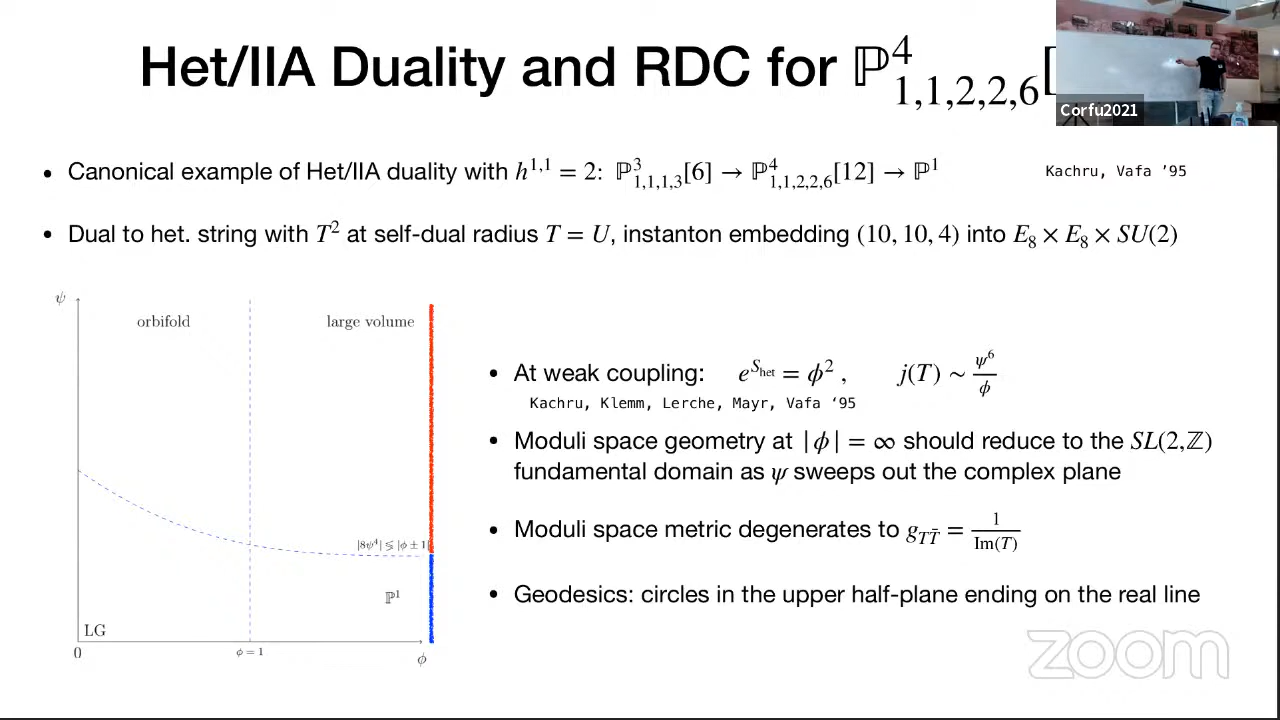 Het/IIA Duality and RDC for ℙ⁴₁,₁,₂,₂,₆[
Corfu2021
• Canonical example of Het/IIA duality with h¹,¹ = 2: ℙ³₁,₁,₁,₃[6] → ℙ⁴₁,₁,₂,₂,₆[12] → ℙ¹
Kachru, Vafa ’95
• Dual to het. string with T² at self-dual radius T = U, instanton embedding (10, 10, 4) into E₈ × E₈ × SU(2)
ψ
orbifold
large volume
|8ψ⁴| ≶ |φ ± 1|
ℙ¹
LG
0
φ = 1
φ
• At weak coupling: e^{S_het} = ϕ² , j(T) ∼ ψ⁶/ϕ
Kachru, Klemm, Lerche, Mayr, Vafa ‘95
• Moduli space geometry at |ϕ| = ∞ should reduce to the SL(2,ℤ)
fundamental domain as ψ sweeps out the complex plane
• Moduli space metric degenerates to g_{TT̄} = 1/Im(T)
• Geodesics: circles in the upper half-plane ending on the real line
zoom